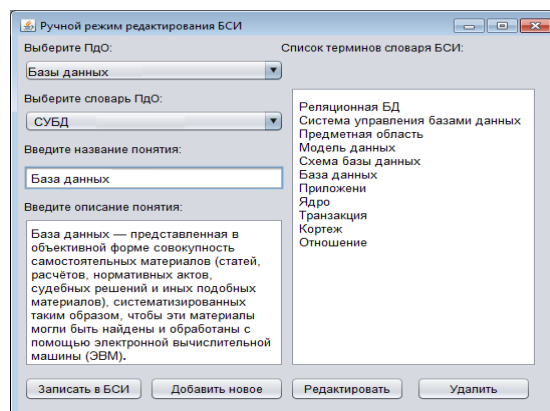 Ручной режим редактирования БСИ
Выберите ПдО:
Базы данных
Выберите словарь ПдО:
СУБД
Введите название понятия:
База данных
Введите описание понятия:
База данных — представленная в
объективной форме совокупность
самостоятельных материалов (статей,
расчётов, нормативных актов,
судебных решений и иных подобных
материалов), систематизированных
таким образом, чтобы эти материалы
могли быть найдены и обработаны с
помощью электронной вычислительной
машины (ЭВМ).
Список терминов словаря БСИ:
Реляционная БД
Система управления базами данных
Предметная область
Модель данных
Схема базы данных
База данных
Приложени
Ядро
Транзакция
Кортеж
Отношение
Записать в БСИ
Добавить новое
Редактировать
Удалить